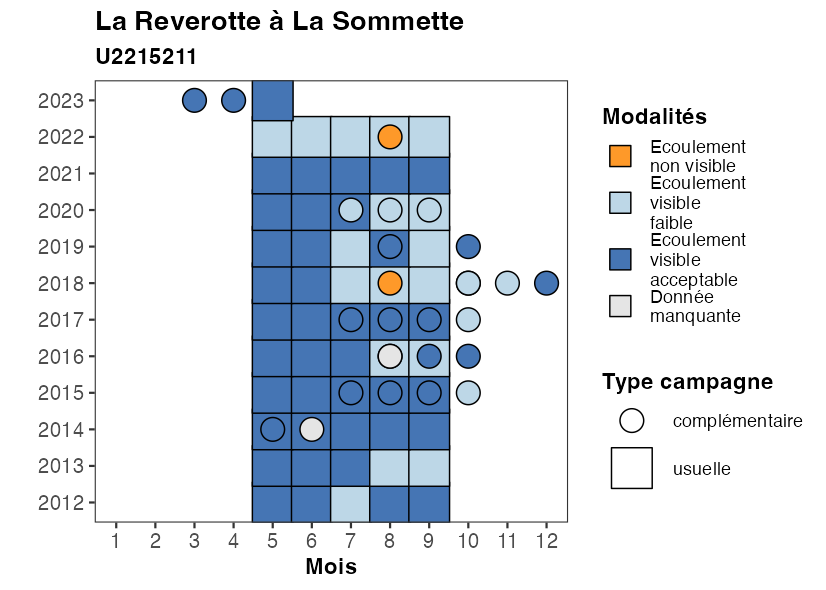 La Reverotte à La Sommette
U2215211
2023
2022
2021
2020
2019
2018
2017
2016
2015
2014
2013
2012
1 2 3 4 5 6 7 8 9 10 11 12
Mois
Modalités
Ecoulement
non visible
Ecoulement
visible
faible
Ecoulement
visible
acceptable
Donnée
manquante
Type campagne
complémentaire
usuelle